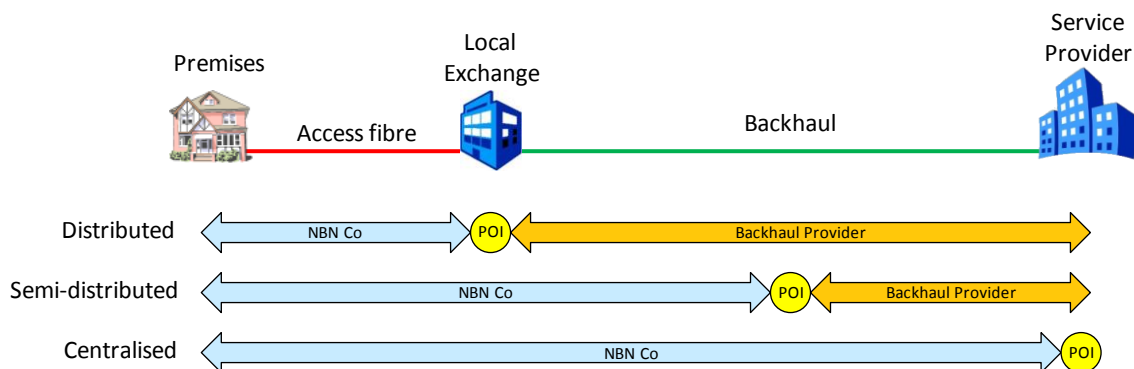 Service
Provider
Local
Exchange
Premises
Access fibre
Backhaul
Distributed
NBN Co
POI
Backhaul Provider
Semi-distributed
NBN Co
POI
Backhaul Provider
Centralised
NBN Co
POI